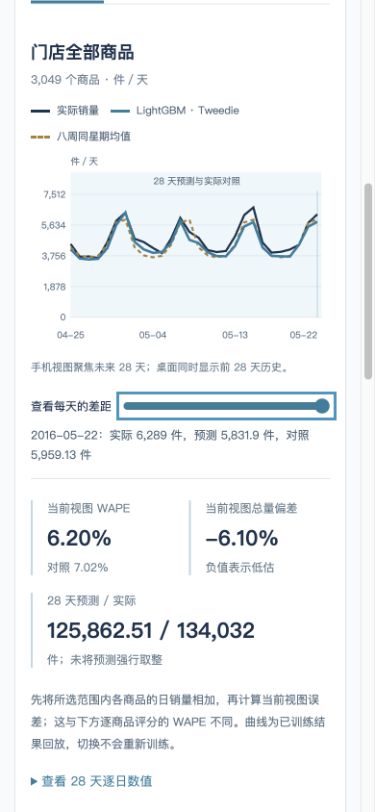 门店全部商品
3,049 个商品 · 件 / 天
实际销量 LightGBM · Tweedie
八周同星期均值
件 / 天
28 天预测与实际对照
7,512
5,634
3,756
1,878
0
04-25 05-04 05-13 05-22
手机视图聚焦未来 28 天；桌面同时显示前 28 天历史。
查看每天的差距
2016-05-22：实际 6,289 件，预测 5,831.9 件，对照
5,959.13 件
当前视图 WAPE 当前视图总量偏差
6.20% −6.10%
对照 7.02% 负值表示低估
28 天预测 / 实际
125,862.51 / 134,032
件；未将预测强行取整
先将所选范围内各商品的日销量相加，再计算当前视图误
差；这与下方逐商品评分的 WAPE 不同。曲线为已训练结
果回放，切换不会重新训练。
查看 28 天逐日数值